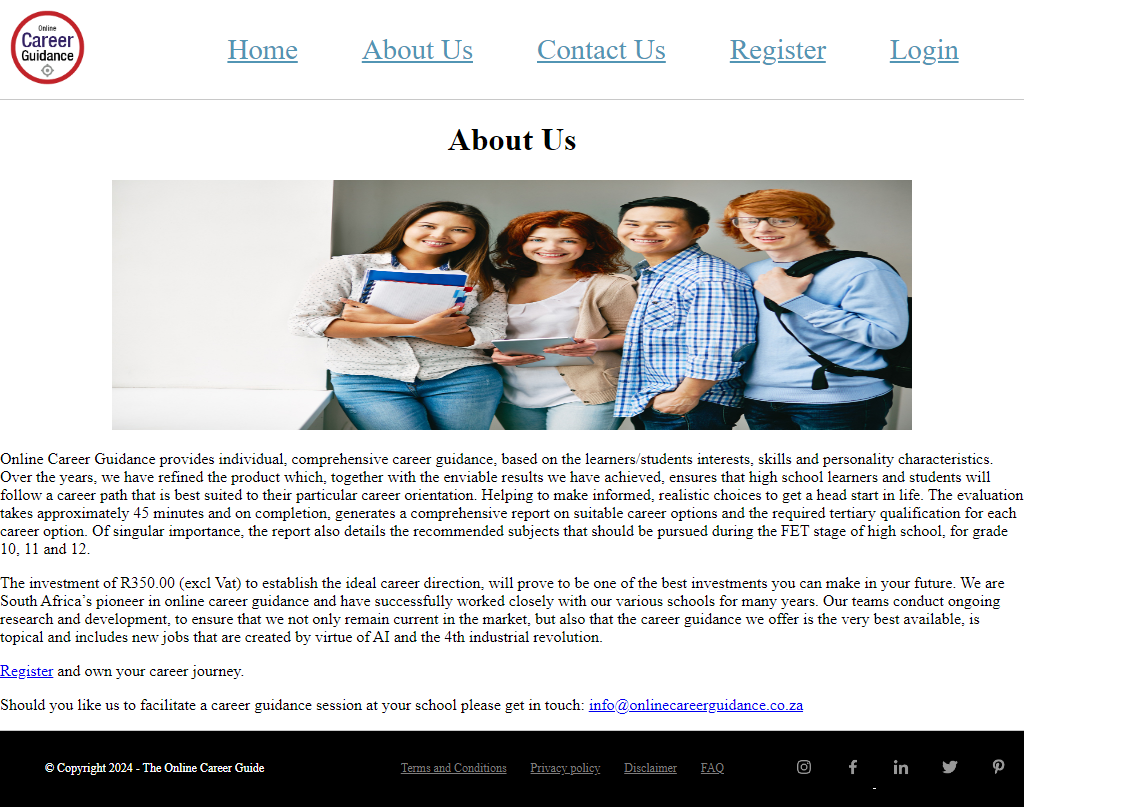 Online
Career
Guidance
Home About Us Contact Us Register Login
About Us
Online Career Guidance provides individual, comprehensive career guidance, based on the learners/students interests, skills and personality characteristics.
Over the years, we have refined the product which, together with the enviable results we have achieved, ensures that high school learners and students will
follow a career path that is best suited to their particular career orientation. Helping to make informed, realistic choices to get a head start in life. The evaluation
takes approximately 45 minutes and on completion, generates a comprehensive report on suitable career options and the required tertiary qualification for each
career option. Of singular importance, the report also details the recommended subjects that should be pursued during the FET stage of high school, for grade
10, 11 and 12.
The investment of R350.00 (excl Vat) to establish the ideal career direction, will prove to be one of the best investments you can make in your future. We are
South Africa’s pioneer in online career guidance and have successfully worked closely with our various schools for many years. Our teams conduct ongoing
research and development, to ensure that we not only remain current in the market, but also that the career guidance we offer is the very best available, is
topical and includes new jobs that are created by virtue of AI and the 4th industrial revolution.
Register and own your career journey.
Should you like us to facilitate a career guidance session at your school please get in touch: info@onlinecareerguidance.co.za
© Copyright 2024 - The Online Career Guide Terms and Conditions Privacy policy Disclaimer FAQ